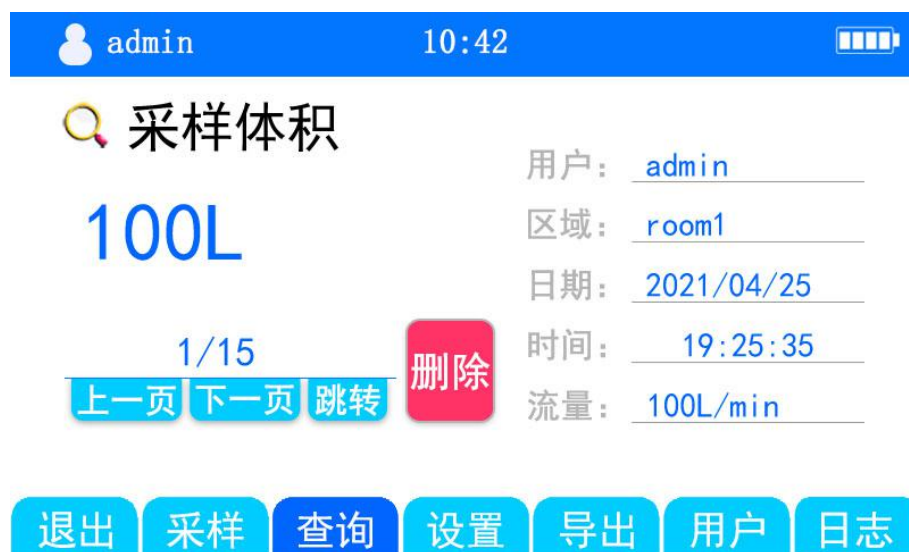 admin 10:42
采样体积
100L
用户： admin
区域： room1
日期： 2021/04/25
时间： 19:25:35
流量： 100L/min
1/15
上一页 下一页 跳转
删除
退出 采样 查询 设置 导出 用户 日志